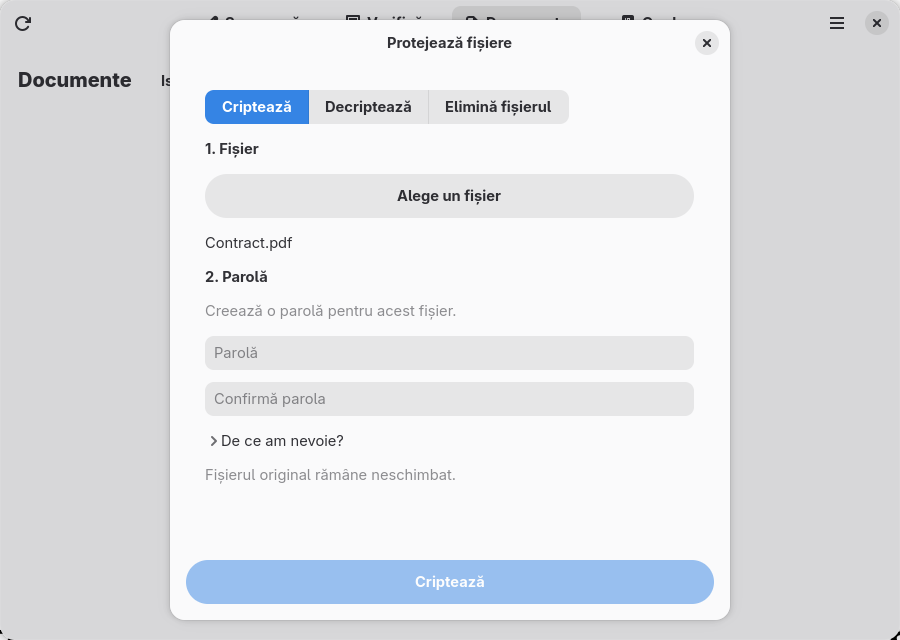 Protejează fișiere
Documente
Criptează
Decriptează
Elimină fișierul
1. Fișier
Alege un fișier
Contract.pdf
2. Parolă
Creează o parolă pentru acest fișier.
Parolă
Confirmă parola
De ce am nevoie?
Fișierul original rămâne neschimbat.
Criptează